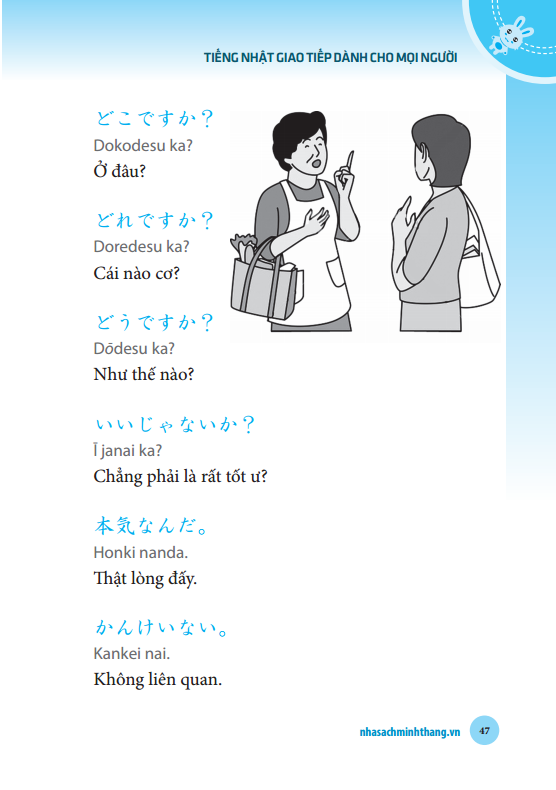 TIẾNG NHẬT GIAO TIẾP DÀNH CHO MỌI NGƯỜI
どこですか？
Dokodesu ka?
Ở đâu?
どれですか？
Doredesu ka?
Cái nào cơ?
どうですか？
Dōdesu ka?
Như thế nào?
いいじゃないか？
Ī janai ka?
Chẳng phải là rất tốt ư?
本気なんだ。
Honki nanda.
Thật lòng đấy.
かんけいない。
Kankei nai.
Không liên quan.
nhasachminhthang.vn 47